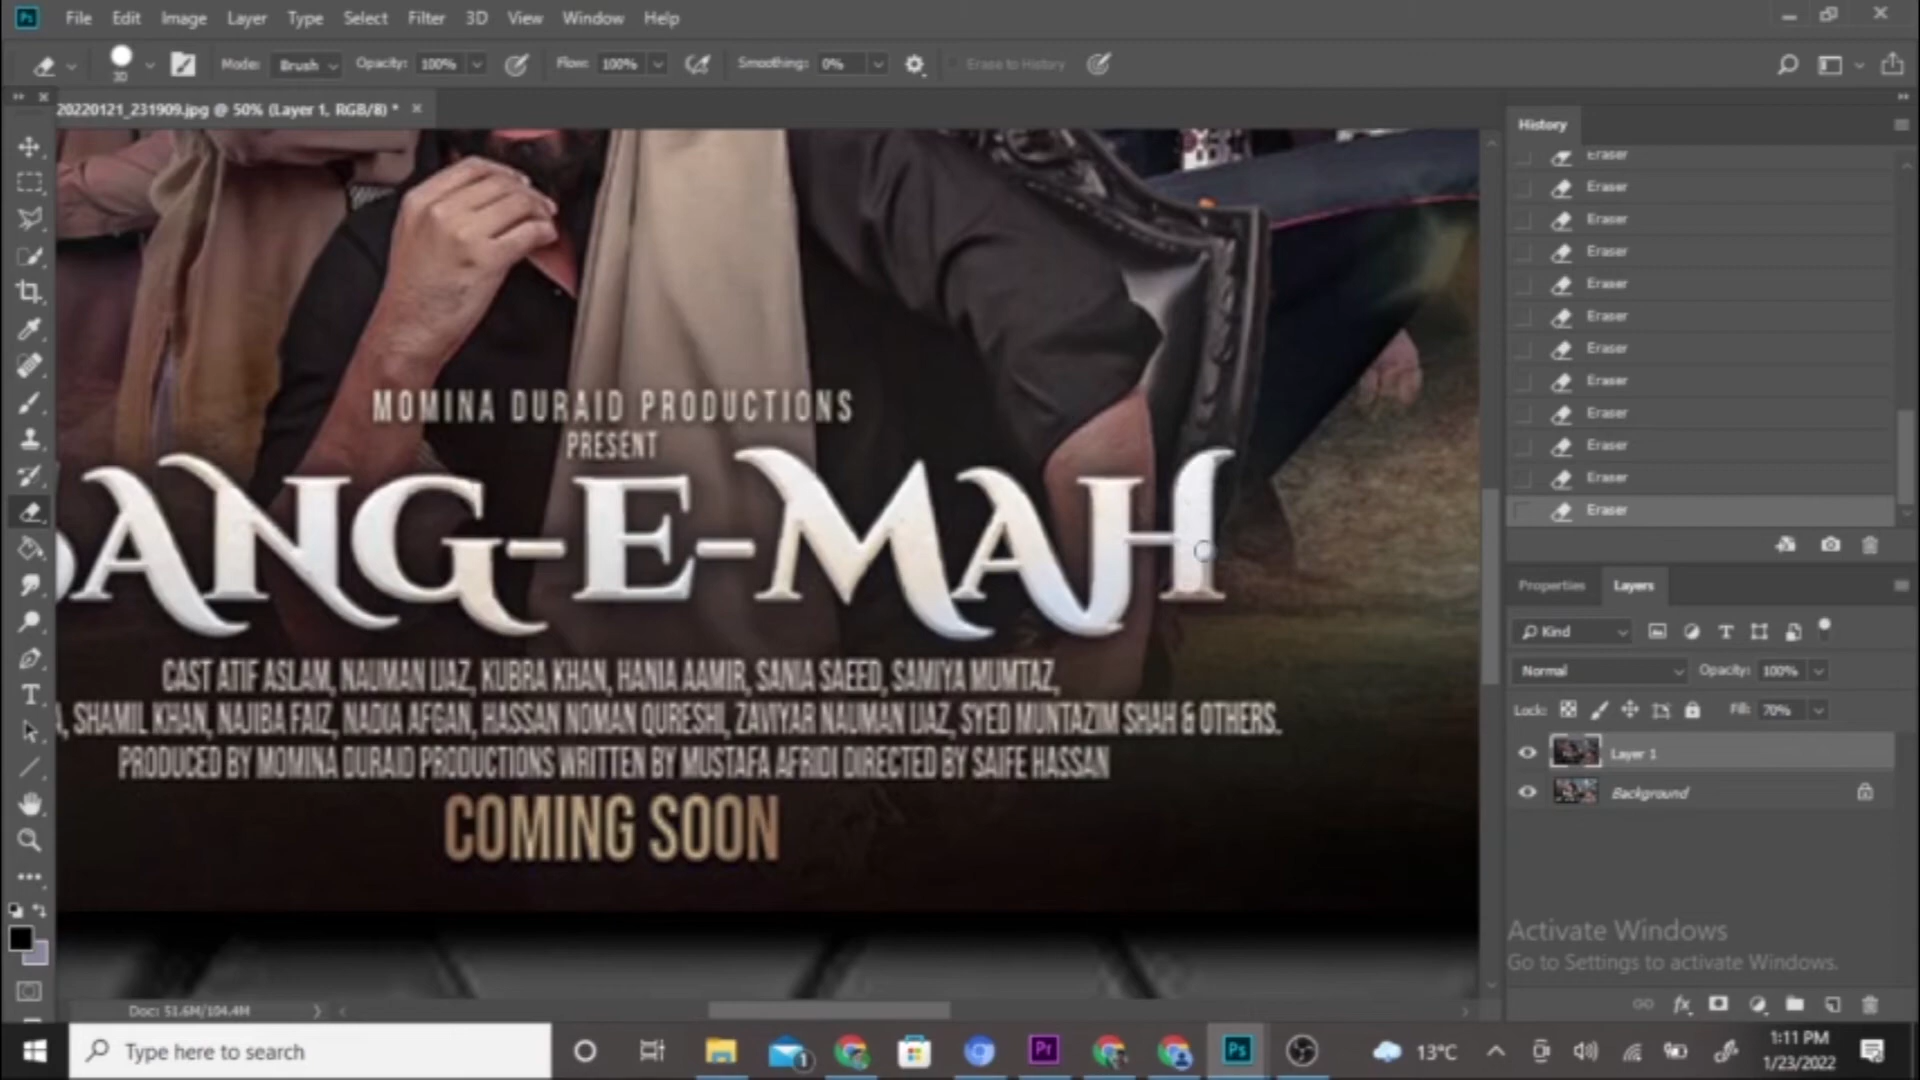 Ps File Edit Image Layer Type Select Filter 3D View Window Help
30 Mode: Brush Opacity: 100% Flow: 100% Smoothing: 0% Erase to History
20220121_231909.jpg @ 50% (Layer 1, RGB/8) *
History
Eraser
Eraser
Eraser
Eraser
Eraser
Eraser
Eraser
Eraser
Eraser
Eraser
Eraser
Eraser
MOMINA DURAID PRODUCTIONS
PRESENT
SANG-E-MAH
CAST ATIF ASLAM, NAUMAN IJAZ, KUBRA KHAN, HANIA AAMIR, SANIA SAEED, SAMIYA MUMTAZ,
A, SHAMIL KHAN, NAJIBA FAIZ, NADIA AFGAN, HASSAN NOMAN QURESHI, ZAVIYAR NAUMAN IJAZ, SYED MUNTAZIM SHAH & OTHERS.
PRODUCED BY MOMINA DURAID PRODUCTIONS WRITTEN BY MUSTAFA AFRIDI DIRECTED BY SAIFE HASSAN
COMING SOON
Properties Layers
Kind
Normal Opacity: 100%
Lock: Fill: 70%
Layer 1
Background
Activate Windows
Go to Settings to activate Windows.
Doc: 51.6M/104.4M
Type here to search
1
Pr
Ps
13°C
1:11 PM
1/23/2022